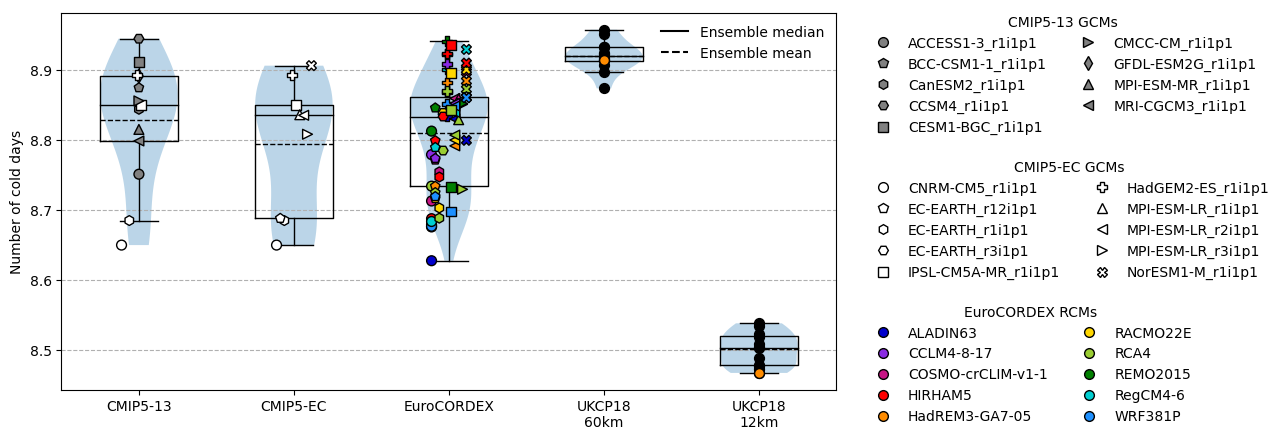 Number of cold days
8.9
8.8
8.7
8.6
8.5
Ensemble median
Ensemble mean
CMIP5-13
CMIP5-EC
EuroCORDEX
UKCP18
60km
UKCP18
12km
CMIP5-13 GCMs
ACCESS1-3_r1i1p1
BCC-CSM1-1_r1i1p1
CanESM2_r1i1p1
CCSM4_r1i1p1
CESM1-BGC_r1i1p1
CMCC-CM_r1i1p1
GFDL-ESM2G_r1i1p1
MPI-ESM-MR_r1i1p1
MRI-CGCM3_r1i1p1
CMIP5-EC GCMs
CNRM-CM5_r1i1p1
EC-EARTH_r12i1p1
EC-EARTH_r1i1p1
EC-EARTH_r3i1p1
IPSL-CM5A-MR_r1i1p1
HadGEM2-ES_r1i1p1
MPI-ESM-LR_r1i1p1
MPI-ESM-LR_r2i1p1
MPI-ESM-LR_r3i1p1
NorESM1-M_r1i1p1
EuroCORDEX RCMs
ALADIN63
CCLM4-8-17
COSMO-crCLIM-v1-1
HIRHAM5
HadREM3-GA7-05
RACMO22E
RCA4
REMO2015
RegCM4-6
WRF381P